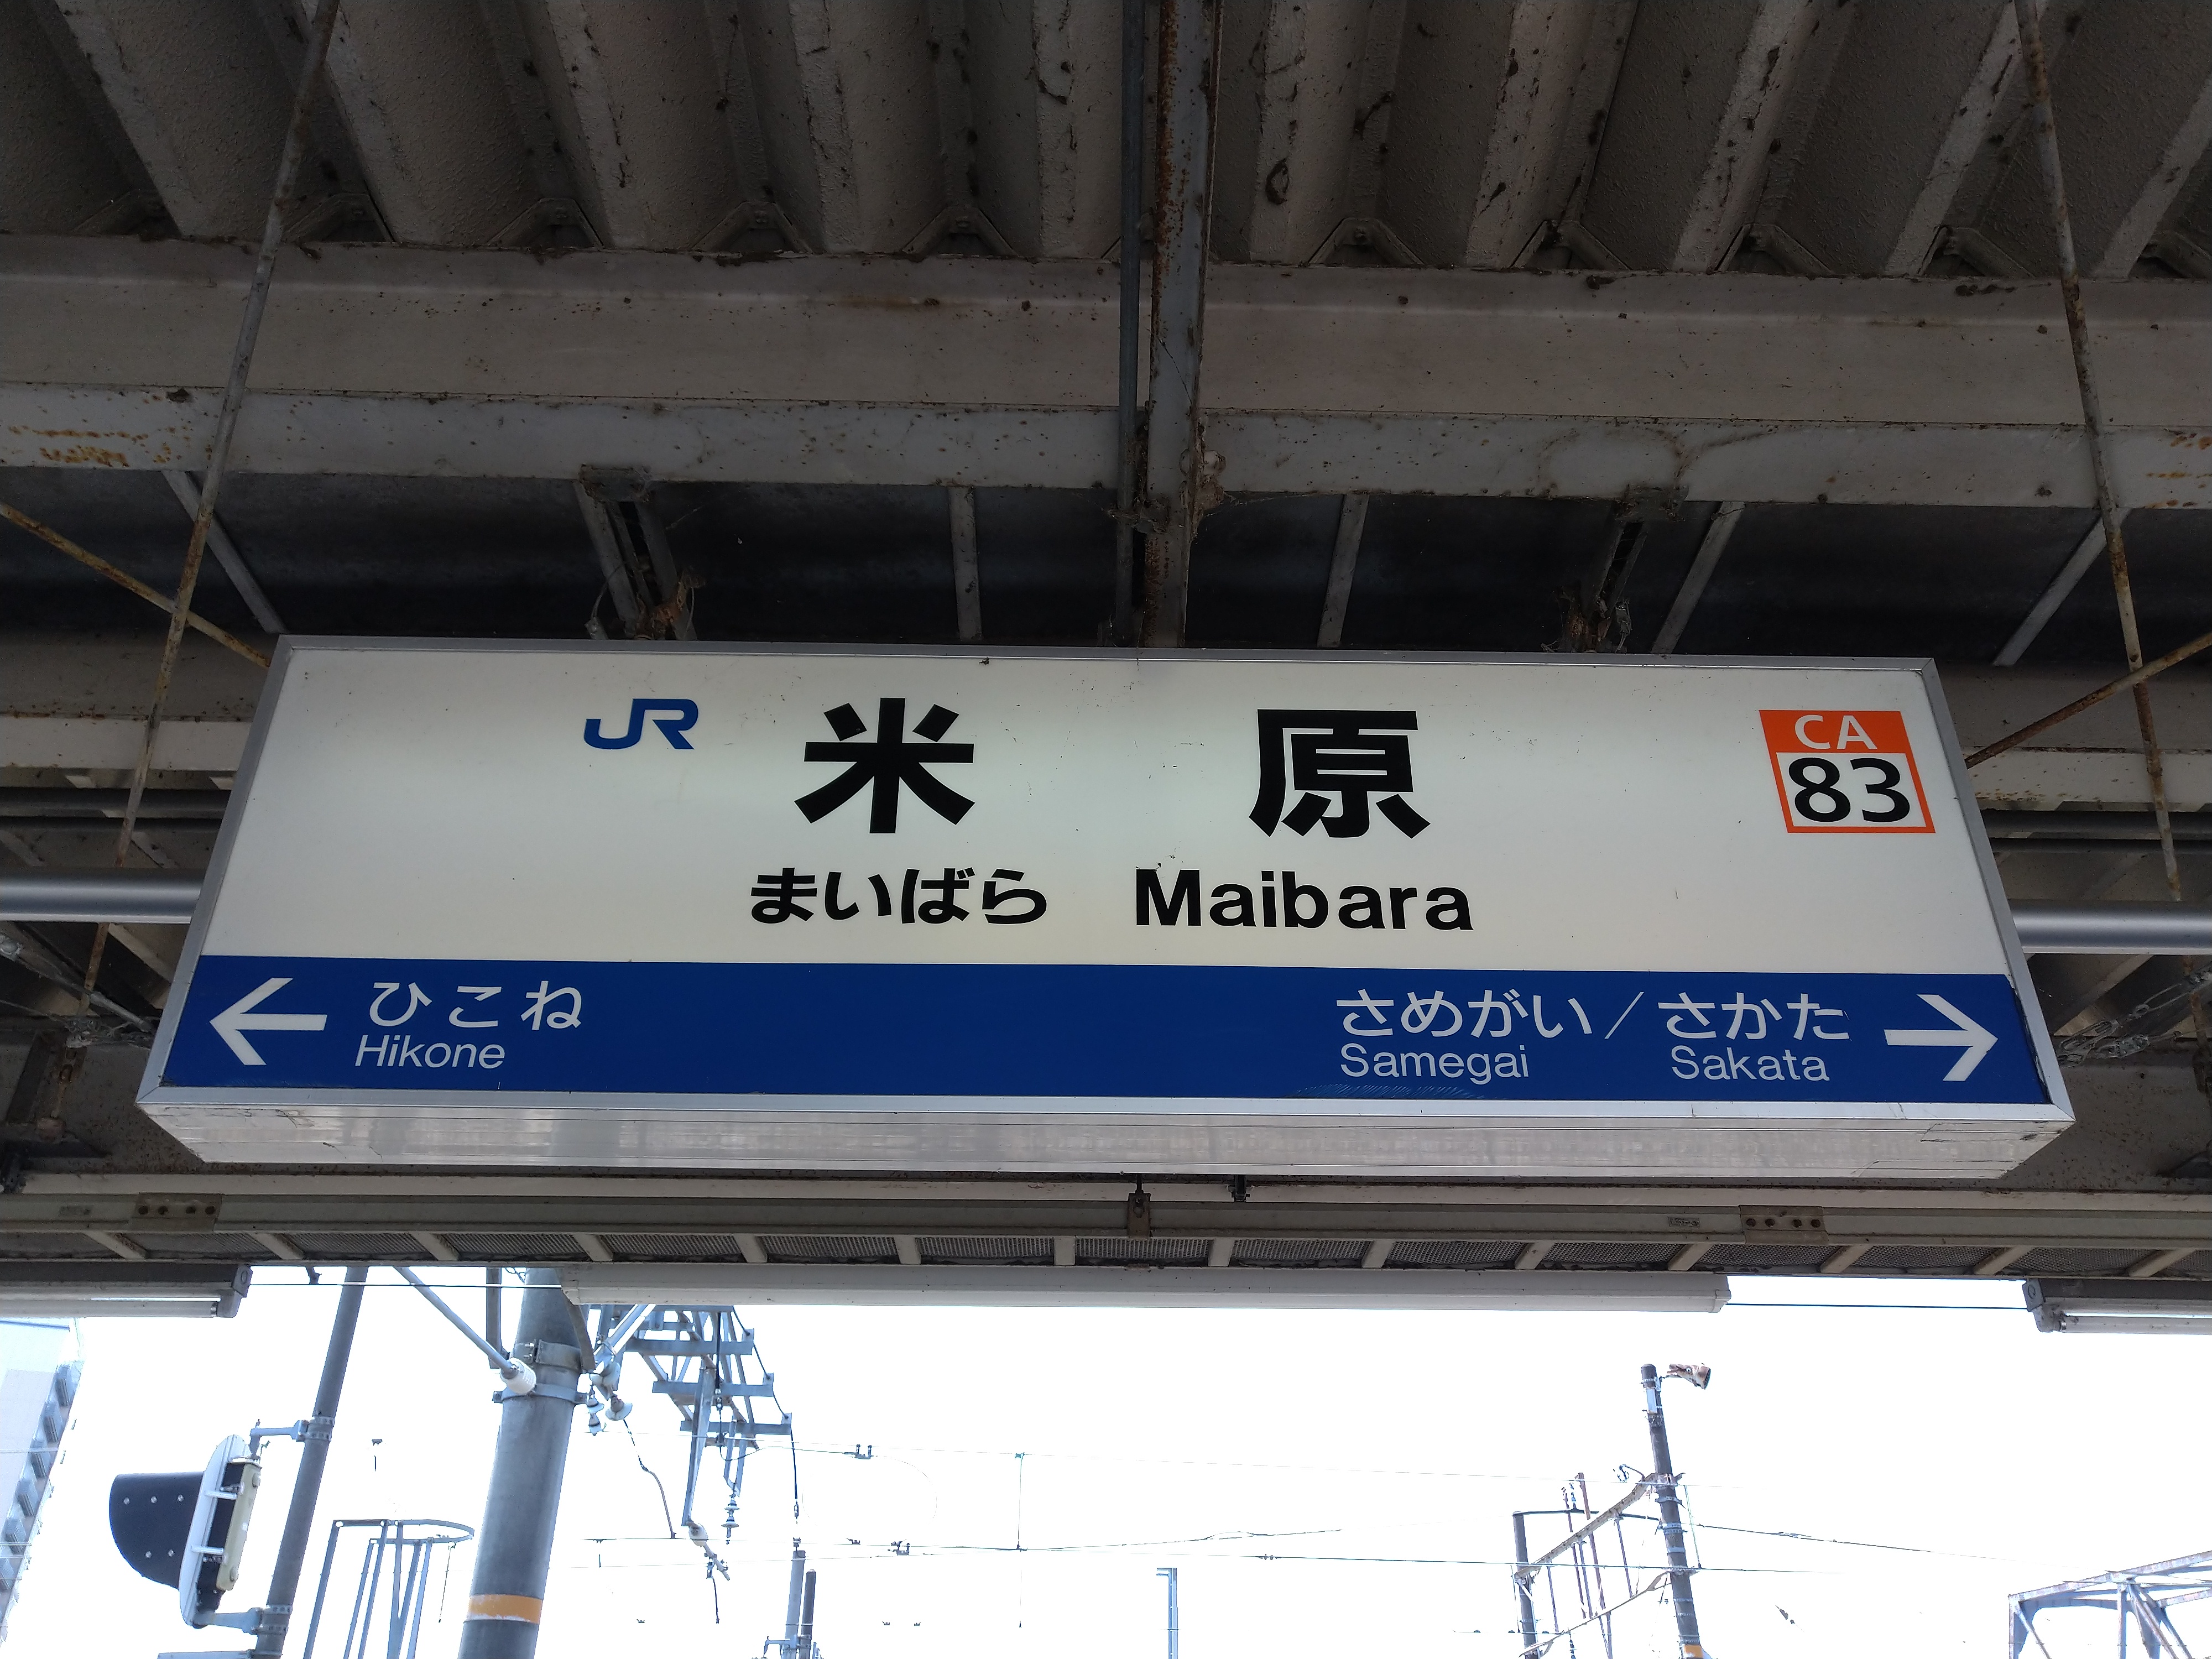 JR 米原 CA
83
まいばら Maibara
← ひこね さめがい／さかた →
Hikone Samegai Sakata